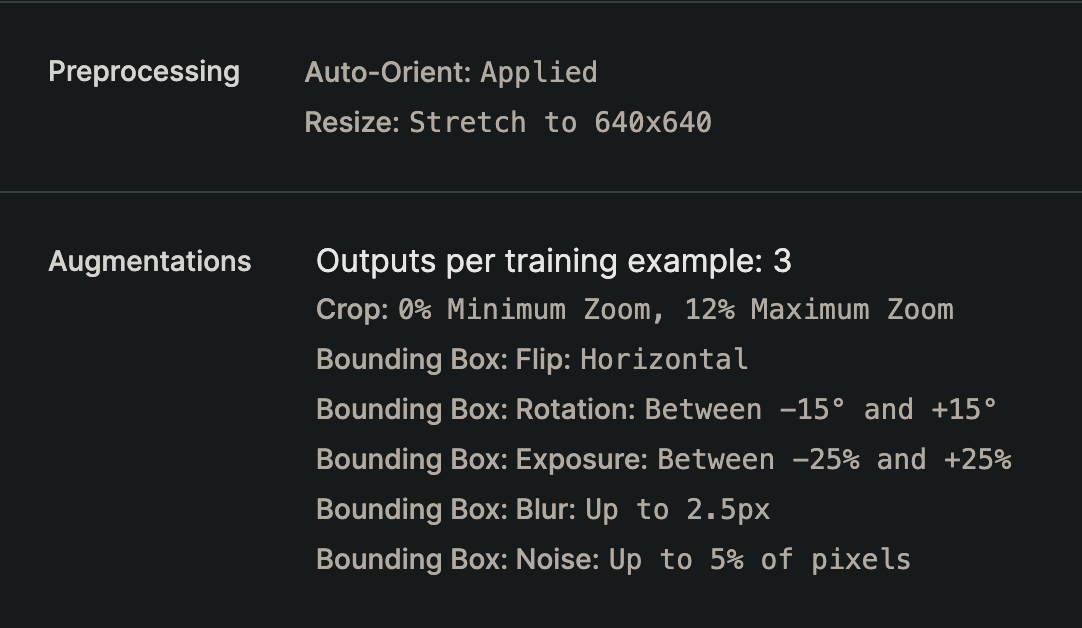 Preprocessing
Auto-Orient: Applied
Resize: Stretch to 640x640
Augmentations
Outputs per training example: 3
Crop: 0% Minimum Zoom, 12% Maximum Zoom
Bounding Box: Flip: Horizontal
Bounding Box: Rotation: Between −15° and +15°
Bounding Box: Exposure: Between −25% and +25%
Bounding Box: Blur: Up to 2.5px
Bounding Box: Noise: Up to 5% of pixels